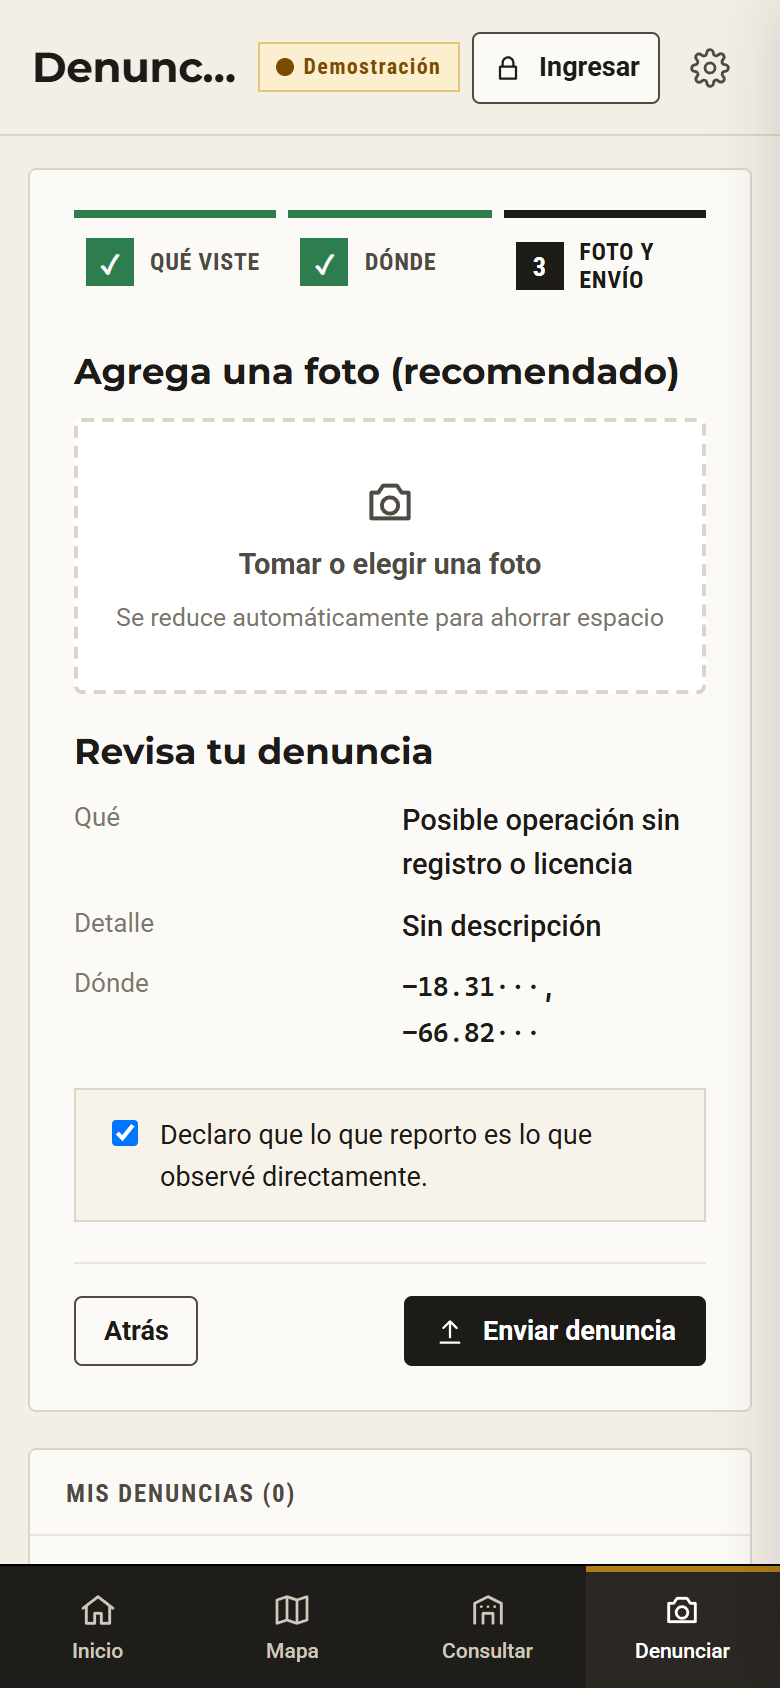 Denunc...
Demostración
Ingresar
QUÉ VISTE
DÓNDE
3
FOTO Y
ENVÍO
Agrega una foto (recomendado)
Tomar o elegir una foto
Se reduce automáticamente para ahorrar espacio
Revisa tu denuncia
Qué
Posible operación sin
registro o licencia
Detalle
Sin descripción
Dónde
−18.31···,
−66.82···
Declaro que lo que reporto es lo que
observé directamente.
Atrás
Enviar denuncia
MIS DENUNCIAS (0)
Inicio
Mapa
Consultar
Denunciar